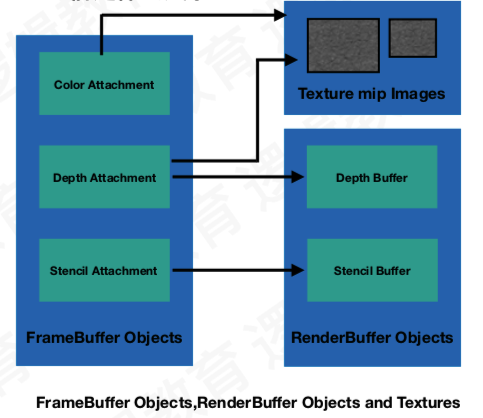 Color Attachment
Texture mip Images
Depth Attachment
Depth Buffer
Stencil Attachment
Stencil Buffer
FrameBuffer Objects
RenderBuffer Objects
FrameBuffer Objects,RenderBuffer Objects and Textures